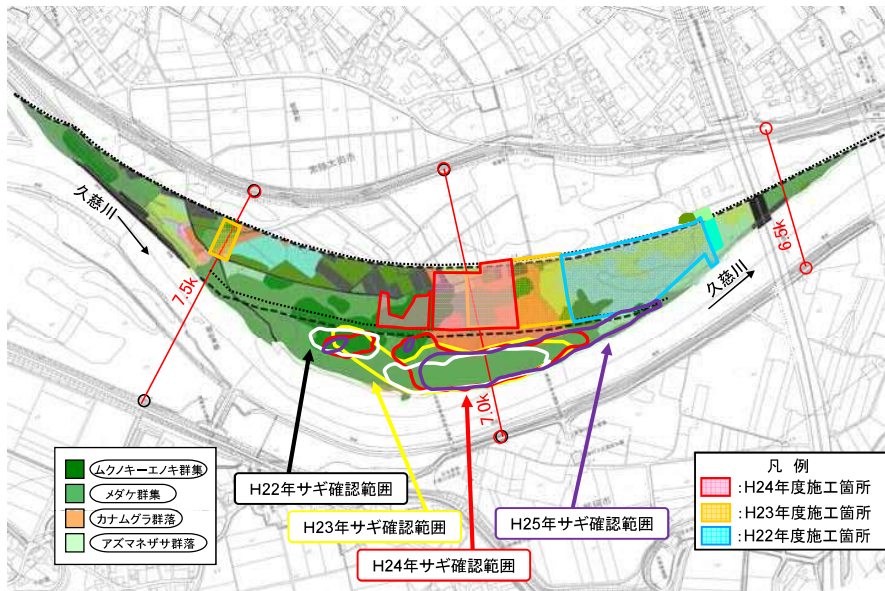 久慈川
7.5k
7.0k
6.5k
久慈川
ムクノキーエノキ群集
メダケ群集
カナムグラ群落
アズマネザサ群落
H22年サギ確認範囲
H23年サギ確認範囲
H24年サギ確認範囲
H25年サギ確認範囲
凡 例
:H24年度施工箇所
:H23年度施工箇所
:H22年度施工箇所